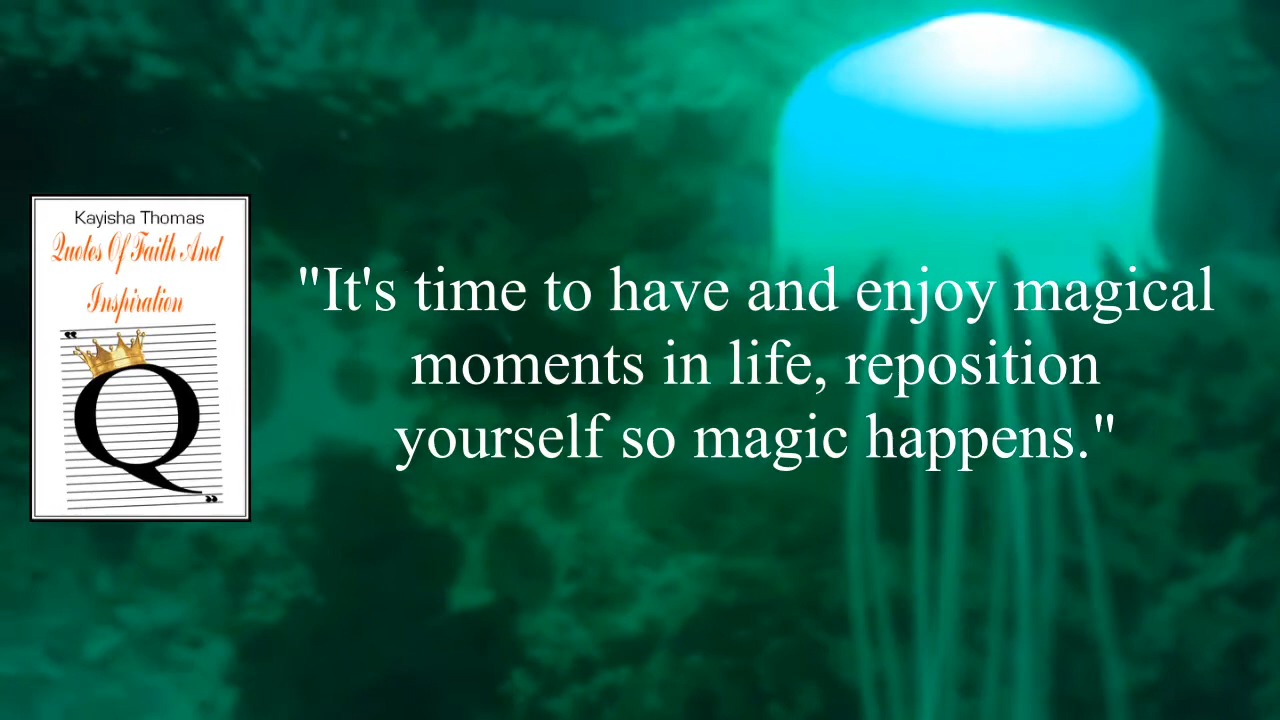 Kayisha Thomas
Quotes Of Faith And
Inspiration
“
Q
”
"It's time to have and enjoy magical
moments in life, reposition
yourself so magic happens."